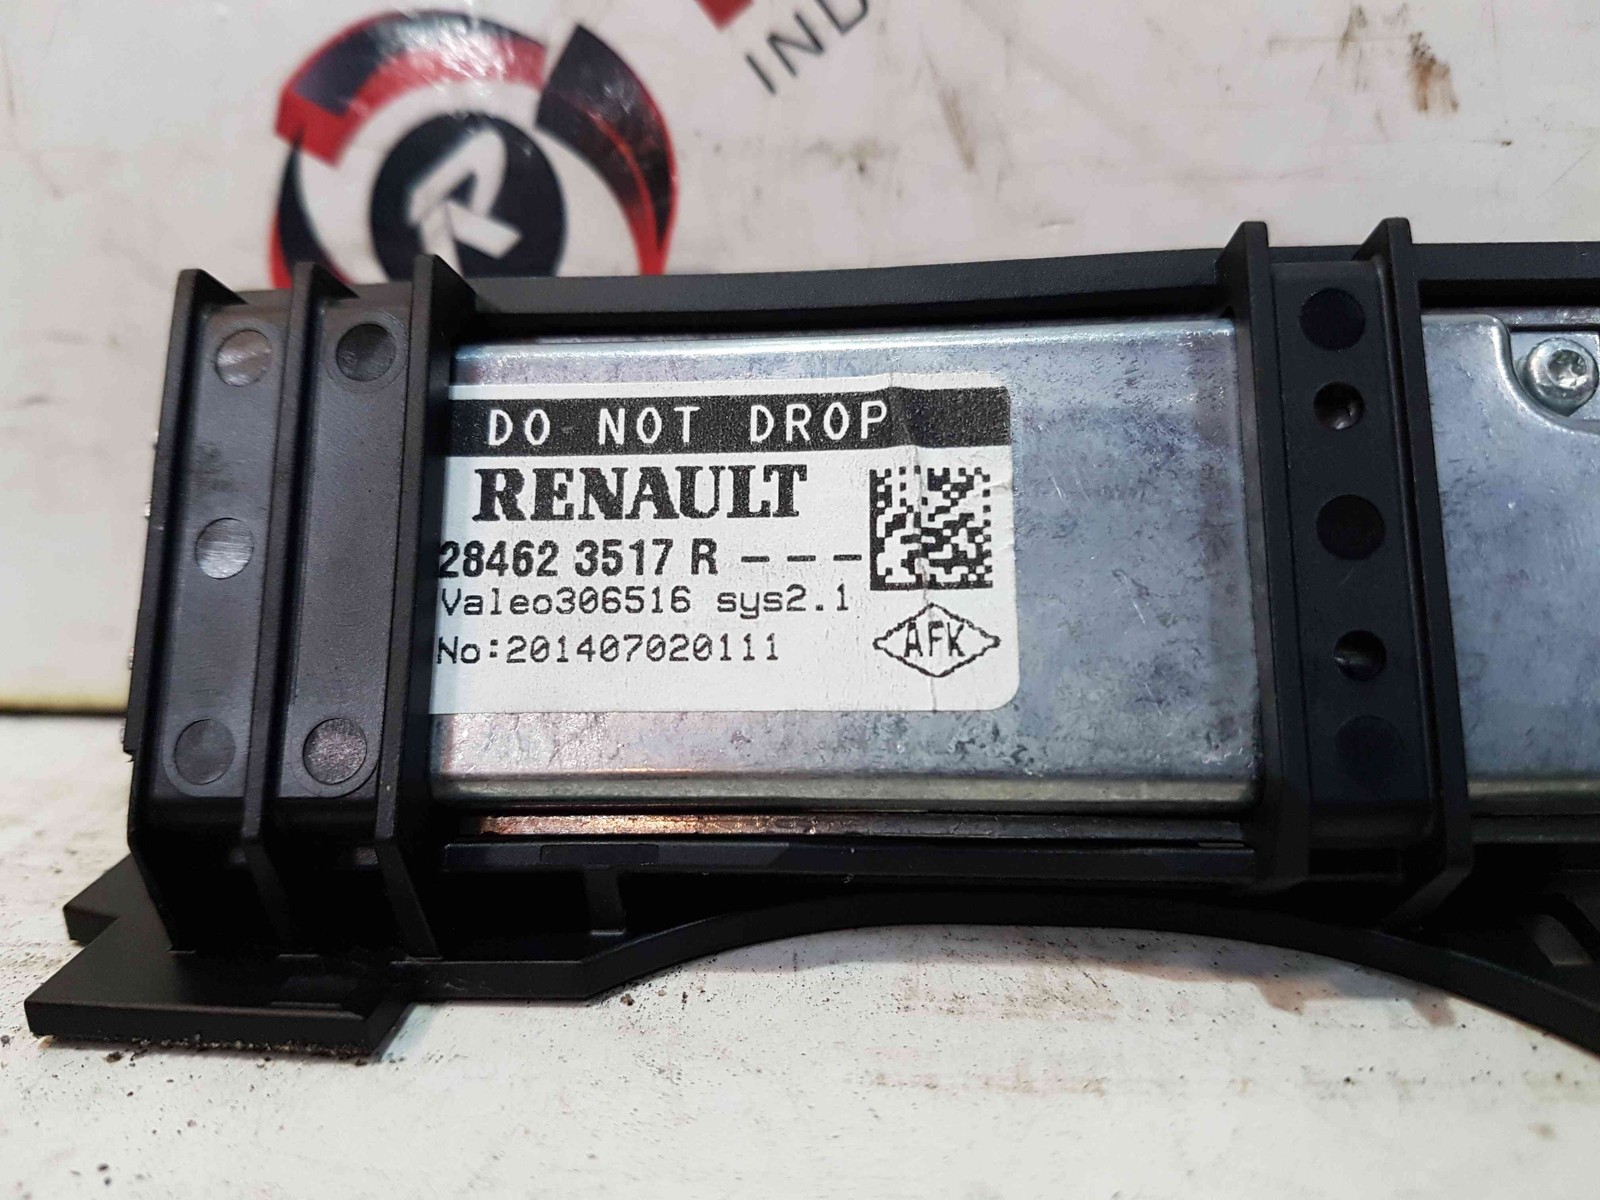 IND
DO NOT DROP
RENAULT
28462 3517 R - - -
Valeo306516 sys2.1
No:201407020111
AFK